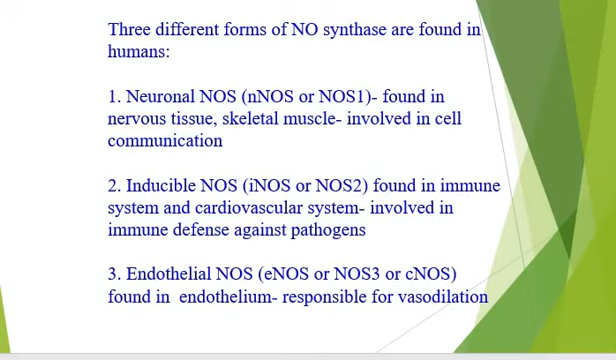 Three different forms of NO synthase are found in
humans:
1. Neuronal NOS (nNOS or NOS1)- found in
nervous tissue, skeletal muscle- involved in cell
communication
2. Inducible NOS (iNOS or NOS2) found in immune
system and cardiovascular system- involved in
immune defense against pathogens
3. Endothelial NOS (eNOS or NOS3 or cNOS)
found in endothelium- responsible for vasodilation